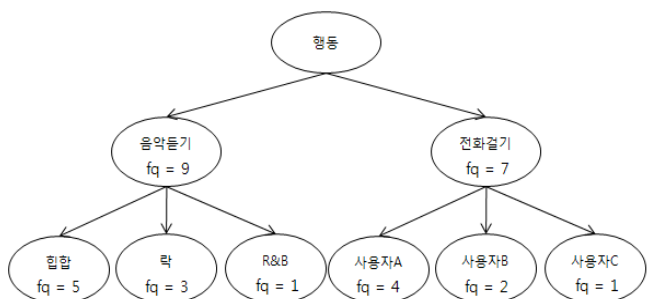 행동
음악듣기
fq = 9
전화걸기
fq = 7
힙합
fq = 5
락
fq = 3
R&B
fq = 1
사용자A
fq = 4
사용자B
fq = 2
사용자C
fq = 1